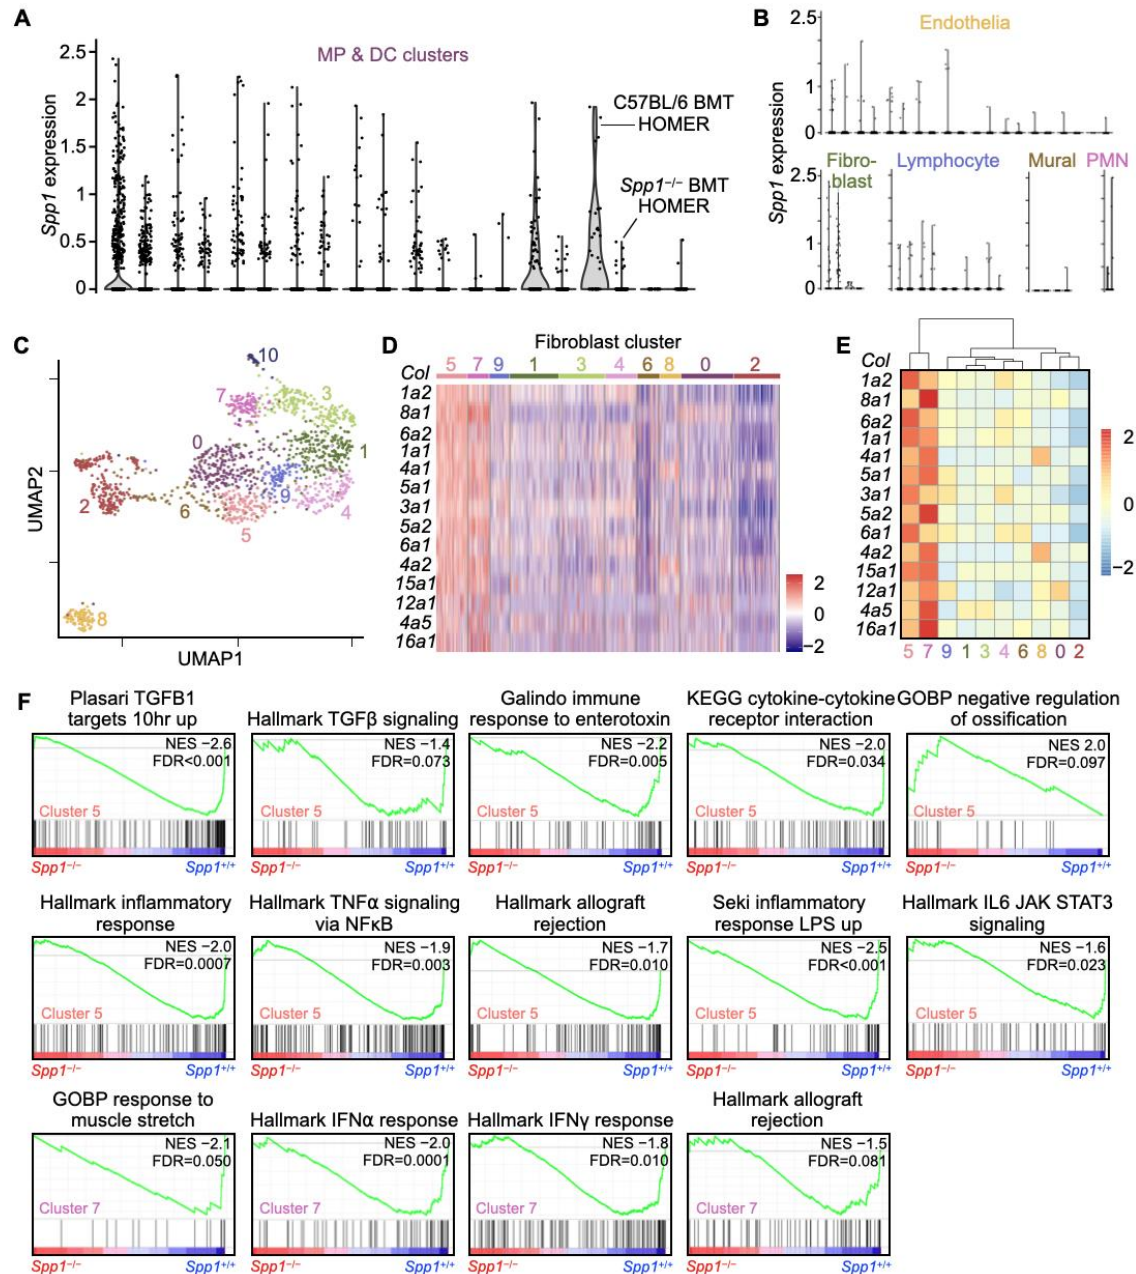 A
MP & DC clusters
Spp1 expression
2.5
2
1.5
1
0.5
0
C57BL/6 BMT
HOMER
Spp1−/− BMT
HOMER
B
Endothelia
Spp1 expression
2.5
1
0
Fibro-
blast
Lymphocyte
Mural
PMN
2.5
1
0
C
UMAP2
UMAP1
10
7
3
0
1
9
2
6
5
4
8
D
Fibroblast cluster
Col
5 7 9 1 3 4 6 8 0 2
1a2
8a1
6a2
1a1
4a1
5a1
3a1
5a2
6a1
4a2
15a1
12a1
4a5
16a1
2
0
−2
E
Col
1a2
8a1
6a2
1a1
4a1
5a1
3a1
5a2
6a1
4a2
15a1
12a1
4a5
16a1
5 7 9 1 3 4 6 8 0 2
2
0
−2
F
Plasari TGFB1
targets 10hr up
NES −2.6
FDR<0.001
Cluster 5
Spp1−/− Spp1+/+
Hallmark TGFβ signaling
NES −1.4
FDR=0.073
Cluster 5
Spp1−/− Spp1+/+
Galindo immune
response to enterotoxin
NES −2.2
FDR=0.005
Cluster 5
Spp1−/− Spp1+/+
KEGG cytokine-cytokine
receptor interaction
NES −2.0
FDR=0.034
Cluster 5
Spp1−/− Spp1+/+
GOBP negative regulation
of ossification
NES 2.0
FDR=0.097
Cluster 5
Spp1−/− Spp1+/+
Hallmark inflammatory
response
NES −2.0
FDR=0.0007
Cluster 5
Spp1−/− Spp1+/+
Hallmark TNFα signaling
via NFκB
NES −1.9
FDR=0.003
Cluster 5
Spp1−/− Spp1+/+
Hallmark allograft
rejection
NES −1.7
FDR=0.010
Cluster 5
Spp1−/− Spp1+/+
Seki inflammatory
response LPS up
NES −2.5
FDR<0.001
Cluster 5
Spp1−/− Spp1+/+
Hallmark IL6 JAK STAT3
signaling
NES −1.6
FDR=0.023
Cluster 5
Spp1−/− Spp1+/+
GOBP response to
muscle stretch
NES −2.1
FDR=0.050
Cluster 7
Spp1−/− Spp1+/+
Hallmark IFNα response
NES −2.0
FDR=0.0001
Cluster 7
Spp1−/− Spp1+/+
Hallmark IFNγ response
NES −1.8
FDR=0.010
Cluster 7
Spp1−/− Spp1+/+
Hallmark allograft
rejection
NES −1.5
FDR=0.081
Cluster 7
Spp1−/− Spp1+/+